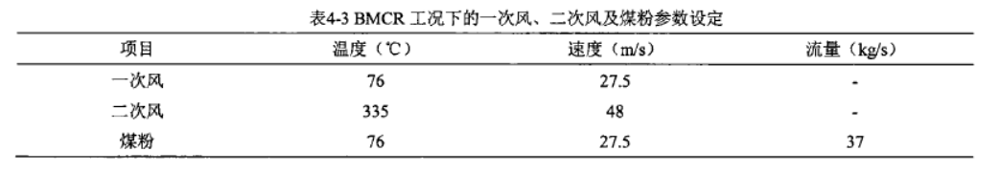 表4-3 BMCR 工况下的一次风、二次风及煤粉参数设定
项目 温度（℃） 速度（m/s） 流量（kg/s）
一次风 76 27.5 -
二次风 335 48 -
煤粉 76 27.5 37